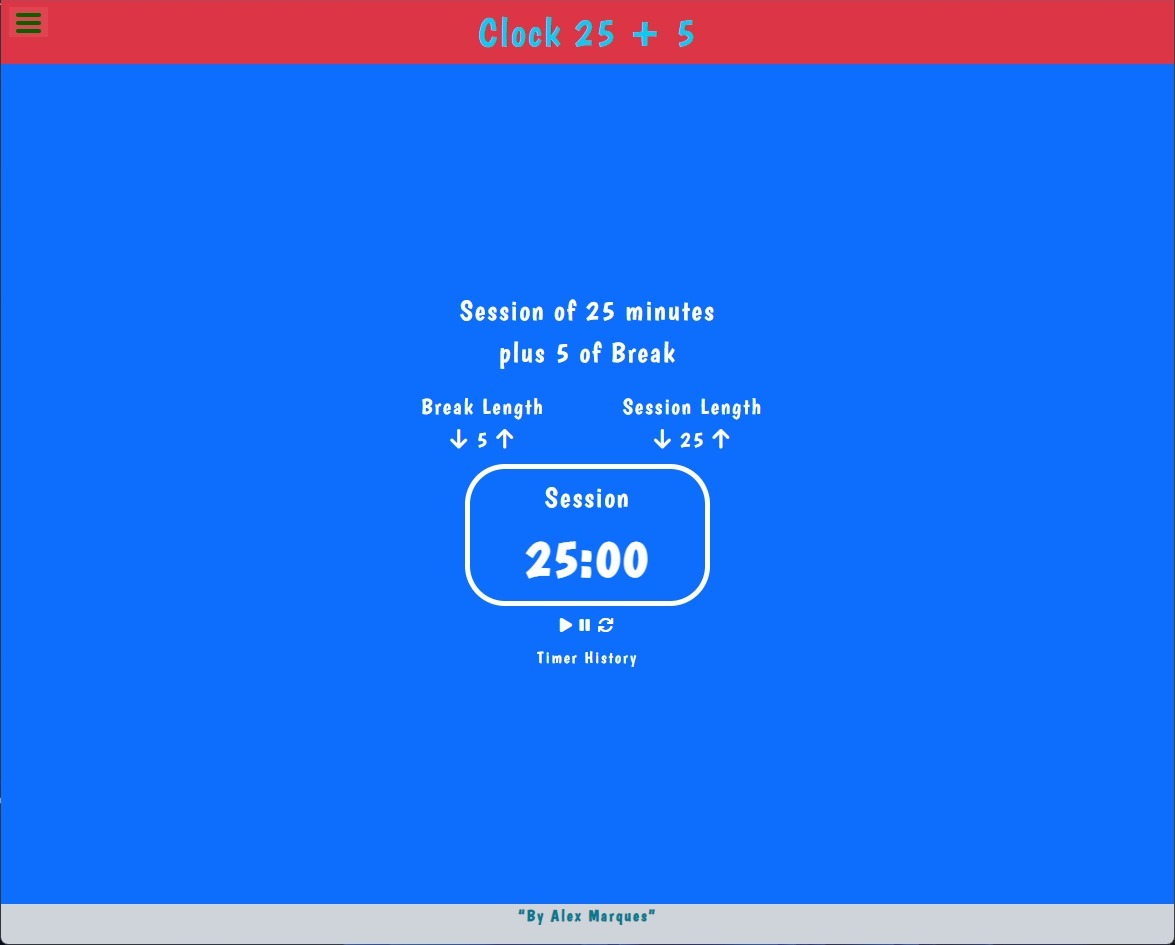 Clock 25 + 5
Session of 25 minutes
plus 5 of Break
Break Length
5
Session Length
25
Session
25:00
Timer History
“By Alex Marques”